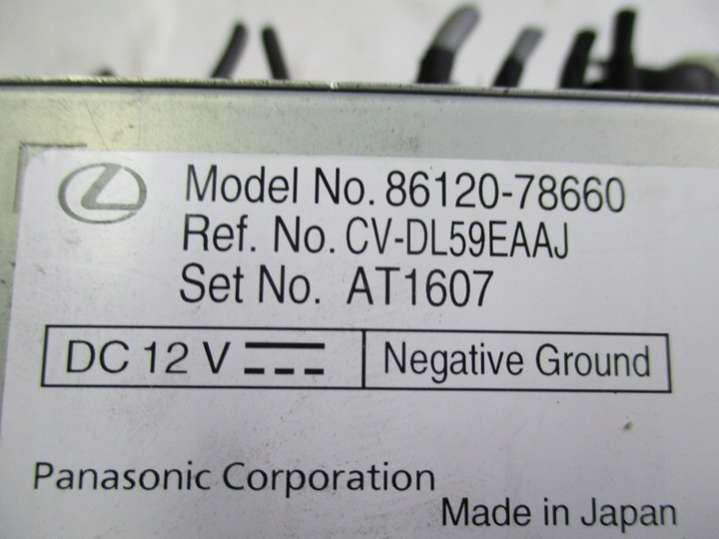 Model No. 86120-78660
Ref. No. CV-DL59EAAJ
Set No. AT1607
DC 12 V
Negative Ground
Panasonic Corporation
Made in Japan